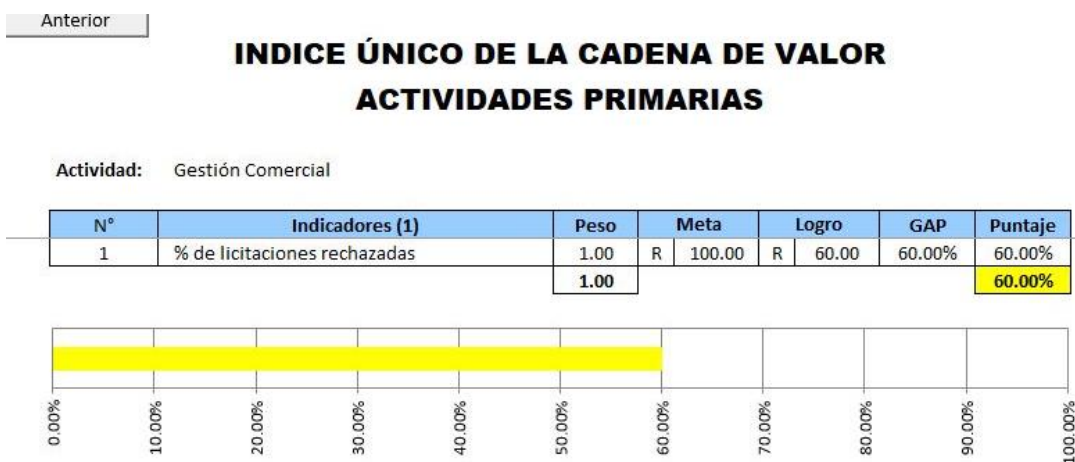 Anterior
INDICE ÚNICO DE LA CADENA DE VALOR
ACTIVIDADES PRIMARIAS
Actividad: Gestión Comercial
N° Indicadores (1) Peso Meta Logro GAP Puntaje
1 % de licitaciones rechazadas 1.00 R 100.00 R 60.00 60.00% 60.00%
1.00 60.00%
0.00% 10.00% 20.00% 30.00% 40.00% 50.00% 60.00% 70.00% 80.00% 90.00% 100.00%